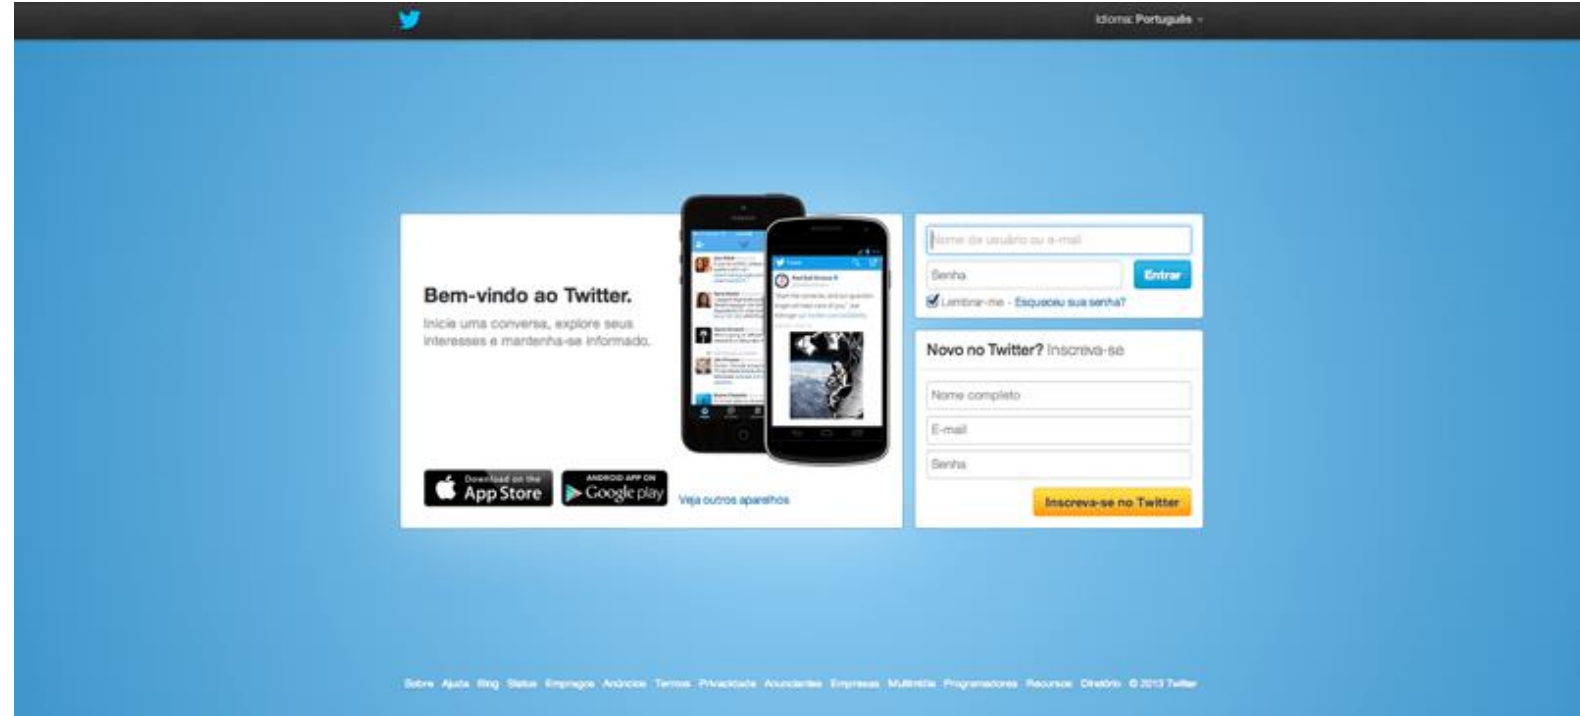 Idioma: Português
Bem-vindo ao Twitter.
Inicie uma conversa, explore seus
interesses e mantenha-se informado.
Download on the
App Store
ANDROID APP ON
Google play
Veja outros aparelhos
Nome de usuário ou e-mail
Senha
Entrar
Lembrar-me - Esqueceu sua senha?
Novo no Twitter? Inscreva-se
Nome completo
E-mail
Senha
Inscreva-se no Twitter
Sobre Ajuda Blog Status Empregos Anúncios Termos Privacidade Anunciantes Empresas Multimídia Programadores Recursos Diretório © 2013 Twitter